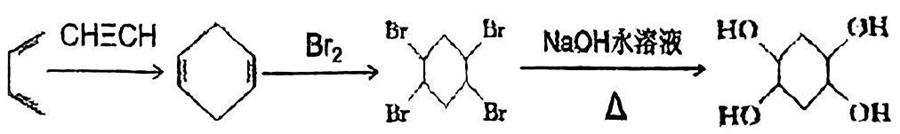 CH≡CH
Br₂
Br Br
Br Br
NaOH水溶液
Δ
HO OH
HO OH